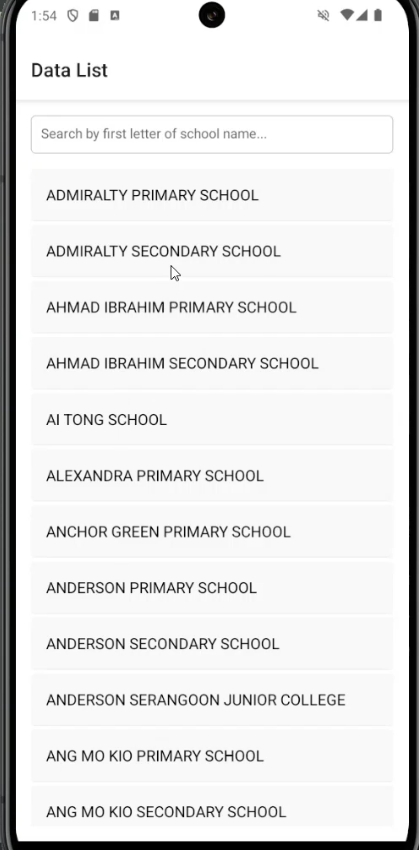 1:54
Data List
Search by first letter of school name...
ADMIRALTY PRIMARY SCHOOL
ADMIRALTY SECONDARY SCHOOL
AHMAD IBRAHIM PRIMARY SCHOOL
AHMAD IBRAHIM SECONDARY SCHOOL
AI TONG SCHOOL
ALEXANDRA PRIMARY SCHOOL
ANCHOR GREEN PRIMARY SCHOOL
ANDERSON PRIMARY SCHOOL
ANDERSON SECONDARY SCHOOL
ANDERSON SERANGOON JUNIOR COLLEGE
ANG MO KIO PRIMARY SCHOOL
ANG MO KIO SECONDARY SCHOOL